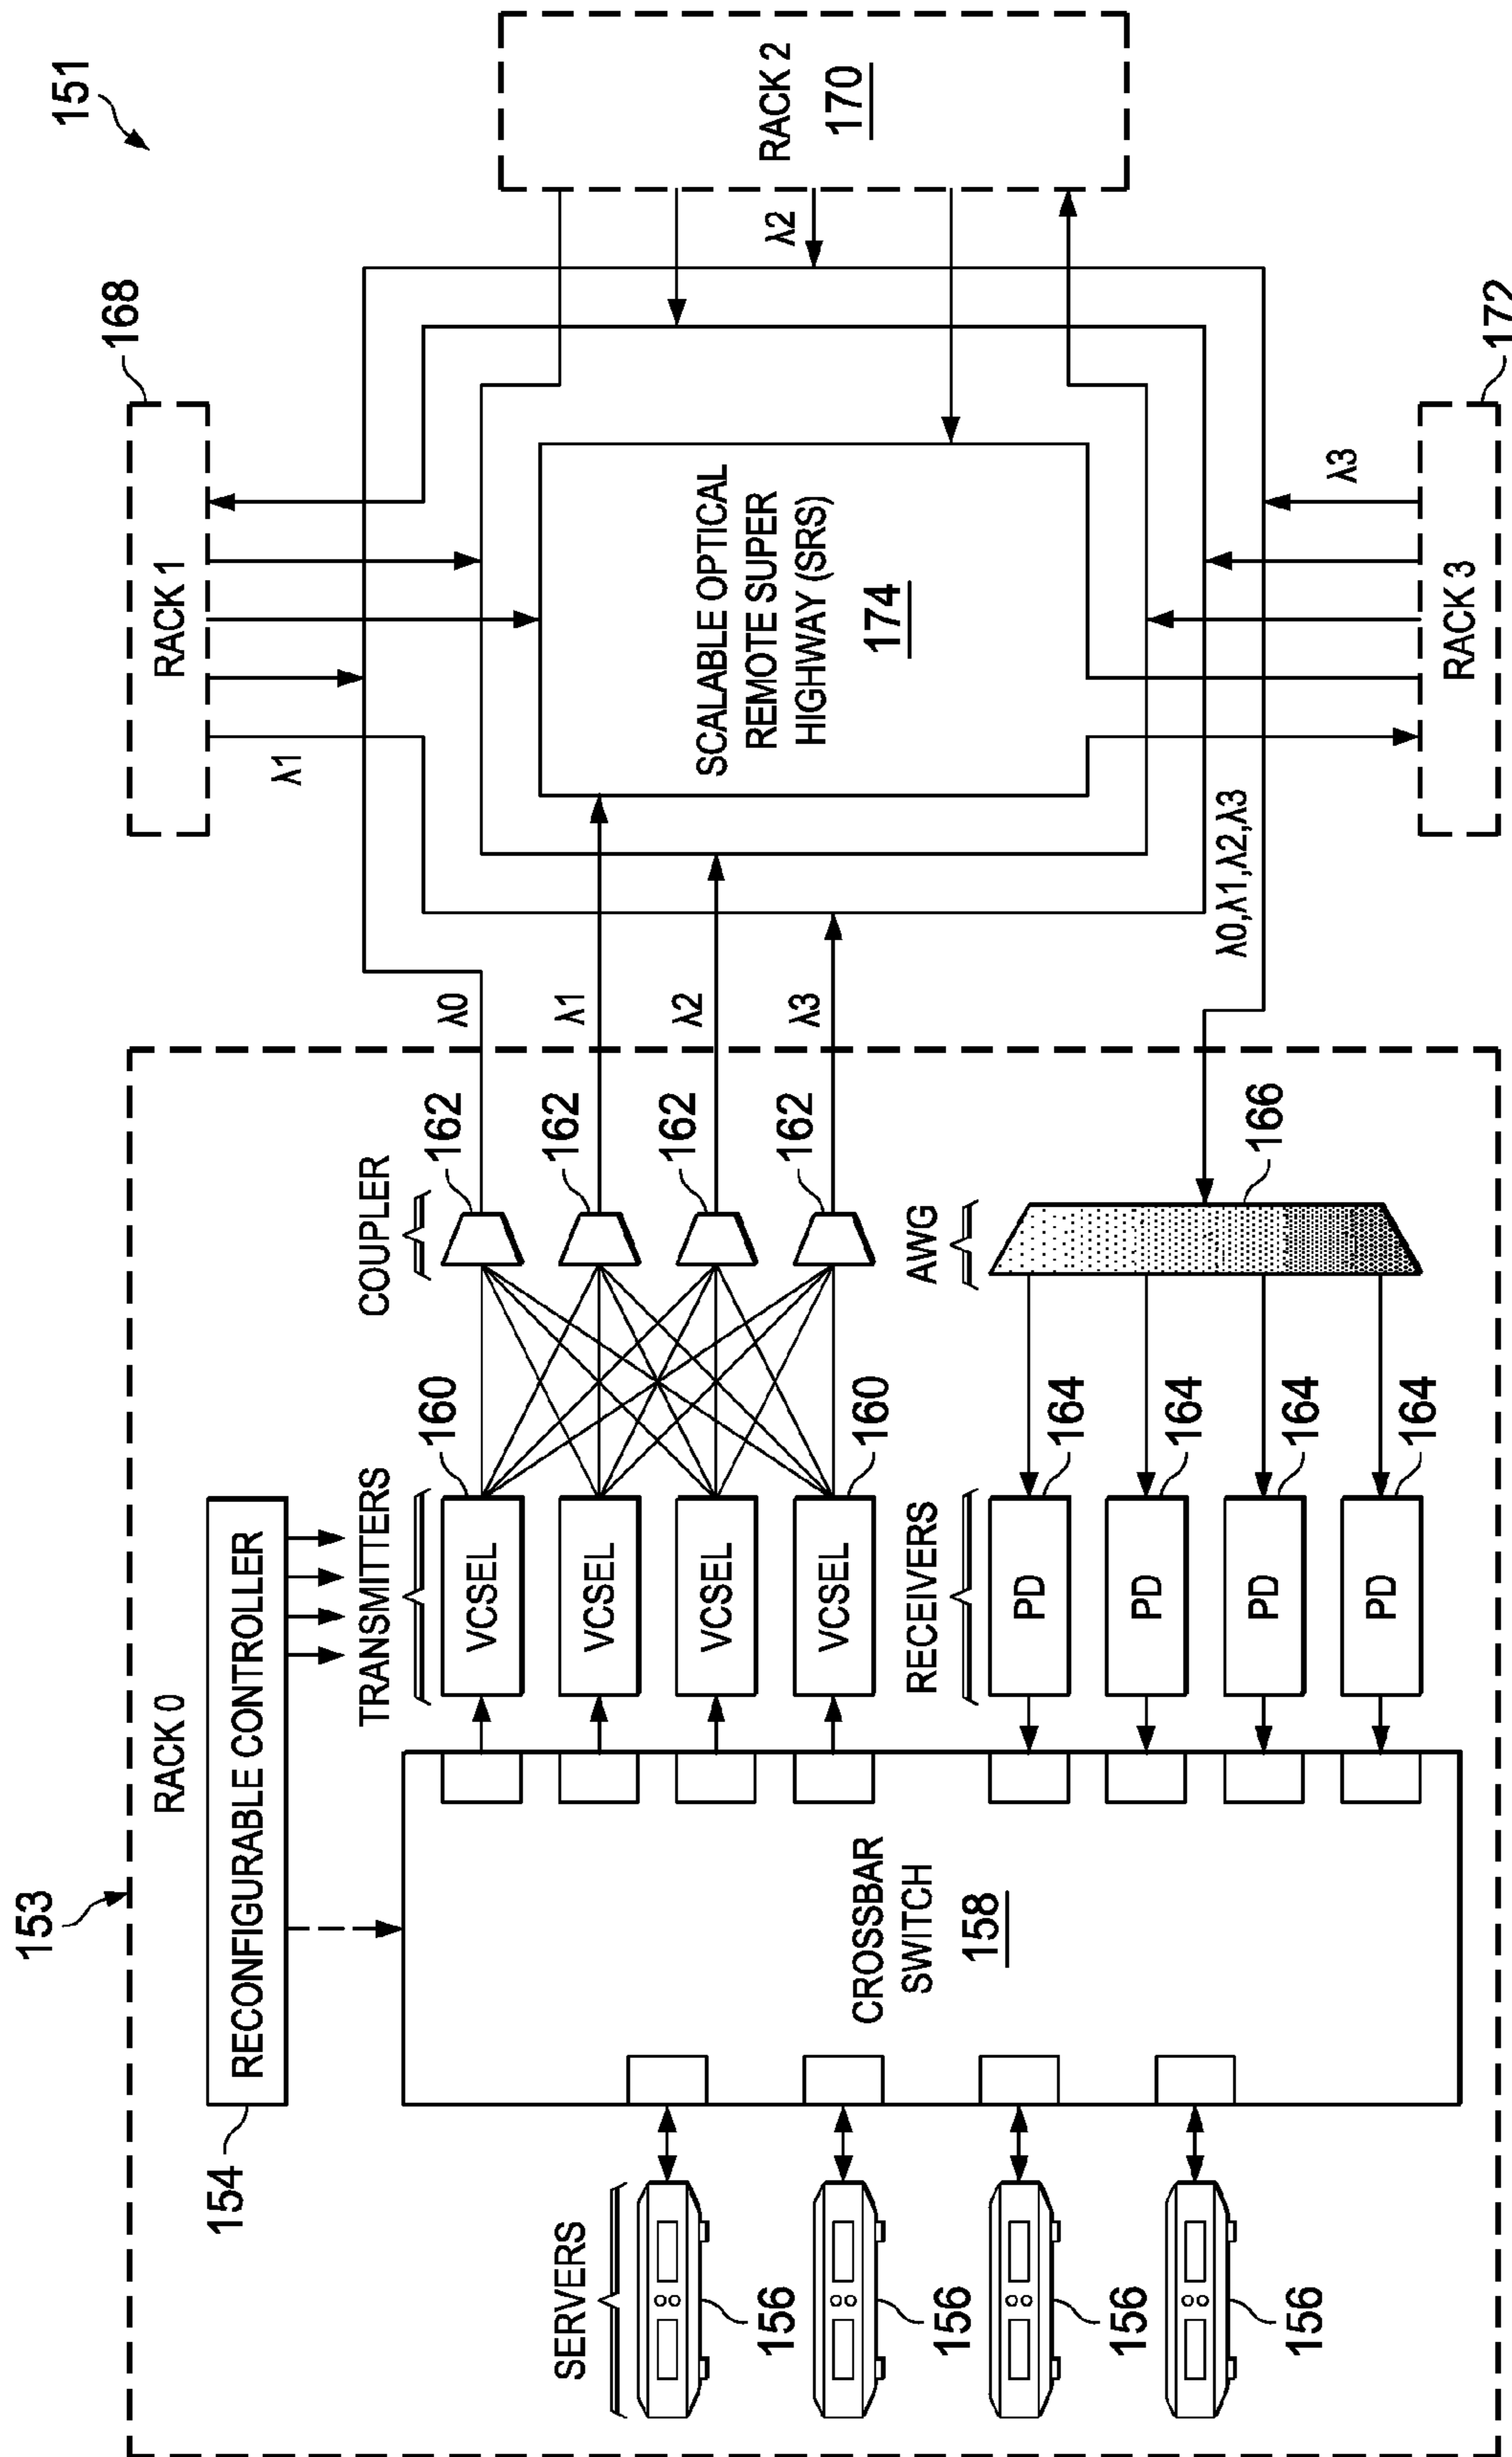 151
153
RACK 0
RECONFIGURABLE CONTROLLER
154
SERVERS
156
156
156
156
CROSSBAR
SWITCH
158
TRANSMITTERS
VCSEL
VCSEL
VCSEL
VCSEL
160
160
COUPLER
162
162
162
162
RECEIVERS
PD
PD
PD
PD
164
164
164
164
AWG
166
λ0
λ1
λ2
λ3
λ0,λ1,λ2,λ3
RACK 1
168
λ1
SCALABLE OPTICAL
REMOTE SUPER
HIGHWAY (SRS)
174
RACK 2
170
λ2
RACK 3
172
λ3